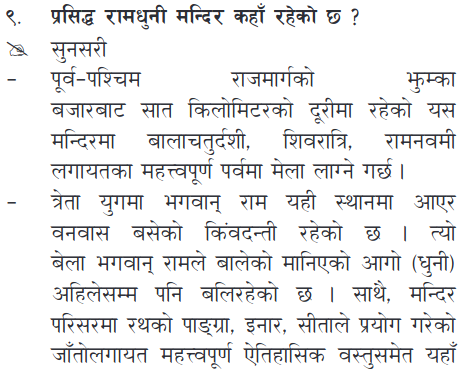 ९. प्रसिद्ध रामधुनी मन्दिर कहाँ रहेको छ ?
सुनसरी
– पूर्व-पश्चिम राजमार्गको झुम्का
बजारबाट सात किलोमिटरको दूरीमा रहेको यस
मन्दिरमा बालाचतुर्दशी, शिवरात्रि, रामनवमी
लगायतका महत्त्वपूर्ण पर्वमा मेला लाग्ने गर्छ ।
– त्रेता युगमा भगवान् राम यही स्थानमा आएर
वनवास बसेको किंवदन्ती रहेको छ । त्यो
बेला भगवान् रामले बालेको मानिएको आगो (धुनी)
अहिलेसम्म पनि बलिरहेको छ । साथै, मन्दिर
परिसरमा रथको पाङ्ग्रा, इनार, सीताले प्रयोग गरेको
जाँतोलगायत महत्त्वपूर्ण ऐतिहासिक वस्तुसमेत यहाँ